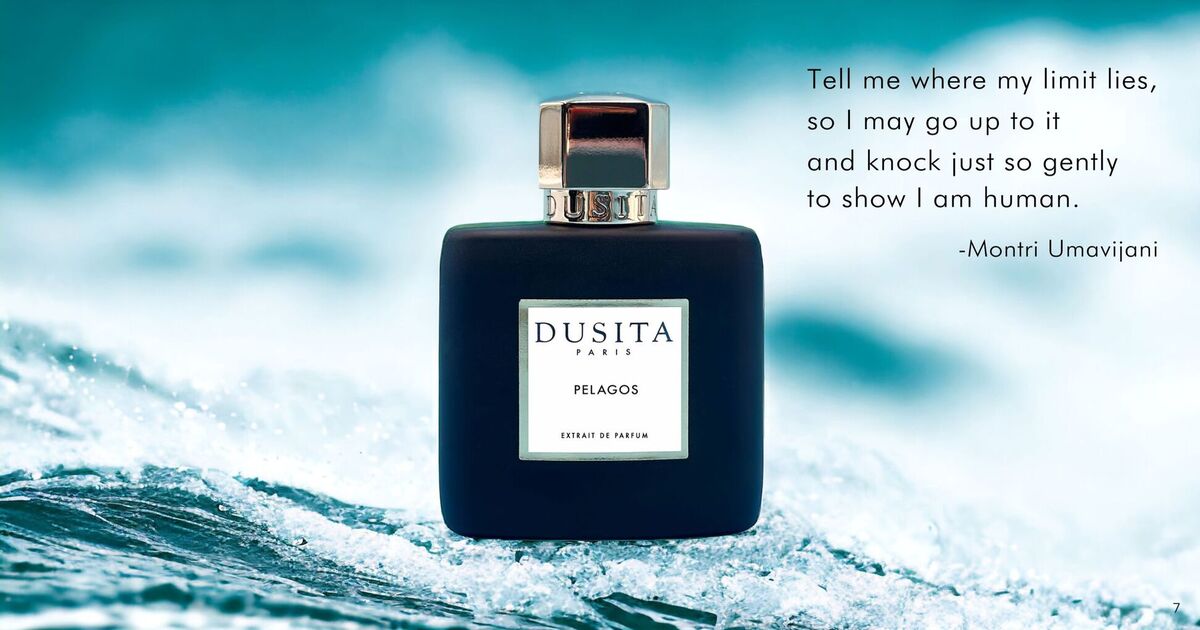 Tell me where my limit lies,
so I may go up to it
and knock just so gently
to show I am human.
-Montri Umavijani
DUSITA
DUSITA
PARIS
PELAGOS
EXTRAIT DE PARFUM
7